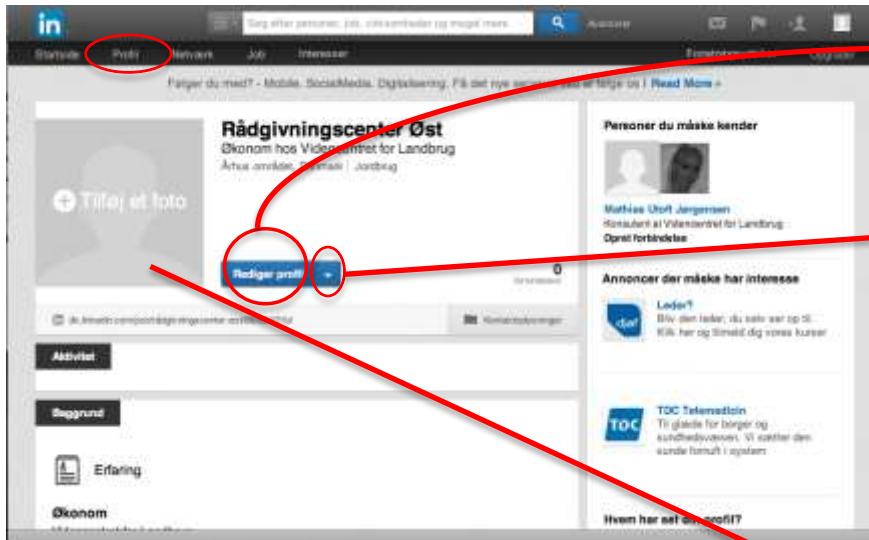 in
Søg efter personer, job, virksomheder og meget mere
Avanceret
Startside Profil Netværk Job Interesser
Følger du med? - Mobile. SocialMedia. Digitalisering. Få det nye
følge os | Read More »
Rådgivningscenter Øst
Økonom hos Videncentret for Landbrug
Århus området, Danmark | Jordbrug
Tilføj et foto
Rediger profil
0
Kontaktoplysninger
Aktivitet
Baggrund
Erfaring
Økonom
Personer du måske kender
Mathias Utoft Jørgensen
Konsulent at Videncentret for Landbrug
Opret forbindelse
Annoncer der måske har interesse
djøf
Leder?
Bliv den leder, du selv ser op til.
Klik her og tilmeld dig vores kurser
TOC
TOC Telemedicin
Til glæde for borger og
sundhedsvæsen. Vi sætter den
sunde fornuft i system
Hvem har set din profil?